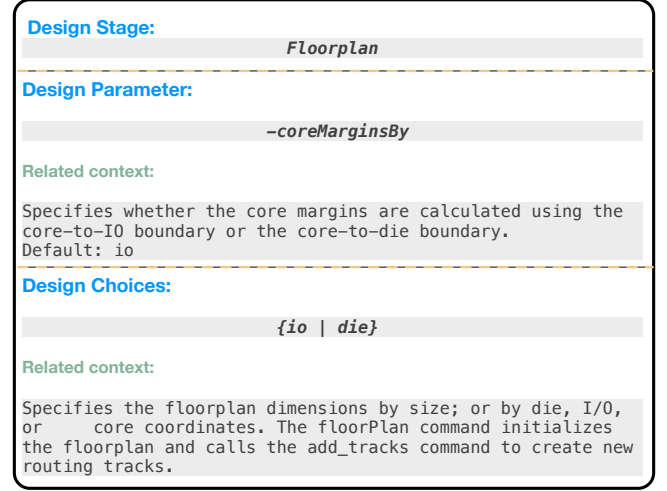 Design Stage:
Floorplan
Design Parameter:
-coreMarginsBy
Related context:
Specifies whether the core margins are calculated using the
core-to-IO boundary or the core-to-die boundary.
Default: io
Design Choices:
{io | die}
Related context:
Specifies the floorplan dimensions by size; or by die, I/O,
or     core coordinates. The floorPlan command initializes
the floorplan and calls the add_tracks command to create new
routing tracks.